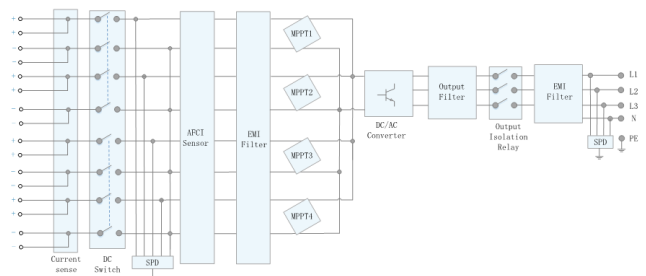 +
+
-
-
+
+
-
-
+
+
-
-
+
+
-
-
Current
sense
DC
Switch
SPD
AFCI
Sensor
EMI
Filter
MPPT1
MPPT2
MPPT3
MPPT4
DC/AC
Converter
Output
Filter
Output
Isolation
Relay
EMI
Filter
SPD
L1
L2
L3
N
PE